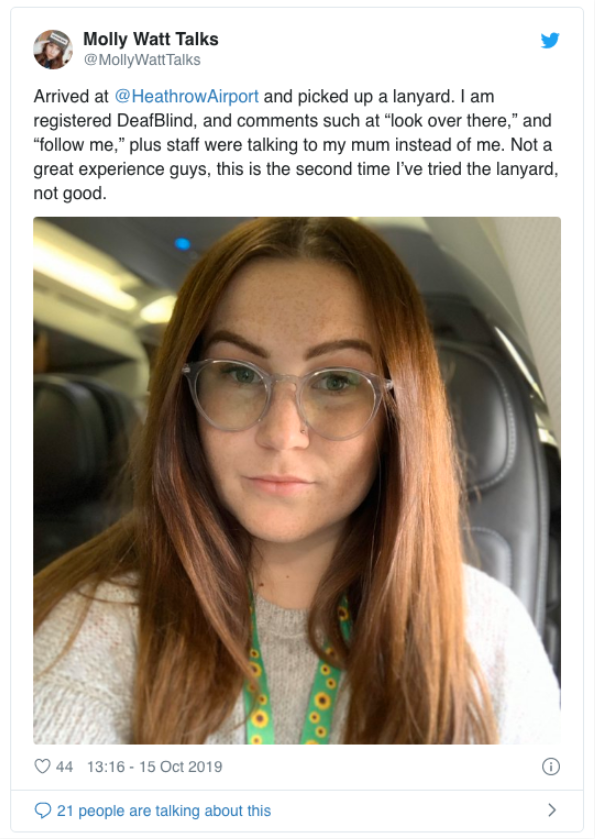 Molly Watt Talks
@MollyWattTalks
Arrived at @HeathrowAirport and picked up a lanyard. I am
registered DeafBlind, and comments such at “look over there,” and
“follow me,” plus staff were talking to my mum instead of me. Not a
great experience guys, this is the second time I’ve tried the lanyard,
not good.
44 13:16 - 15 Oct 2019
21 people are talking about this